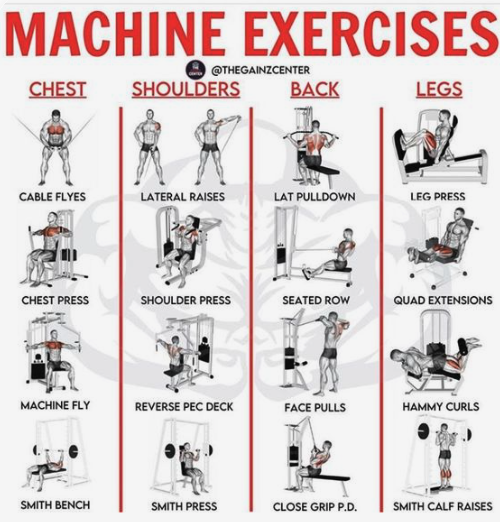 MACHINE EXERCISES
THE
CENTER
@THEGAINZCENTER
CHEST SHOULDERS BACK LEGS
CABLE FLYES LATERAL RAISES LAT PULLDOWN LEG PRESS
CHEST PRESS SHOULDER PRESS SEATED ROW QUAD EXTENSIONS
MACHINE FLY REVERSE PEC DECK FACE PULLS HAMMY CURLS
SMITH BENCH SMITH PRESS CLOSE GRIP P.D. SMITH CALF RAISES